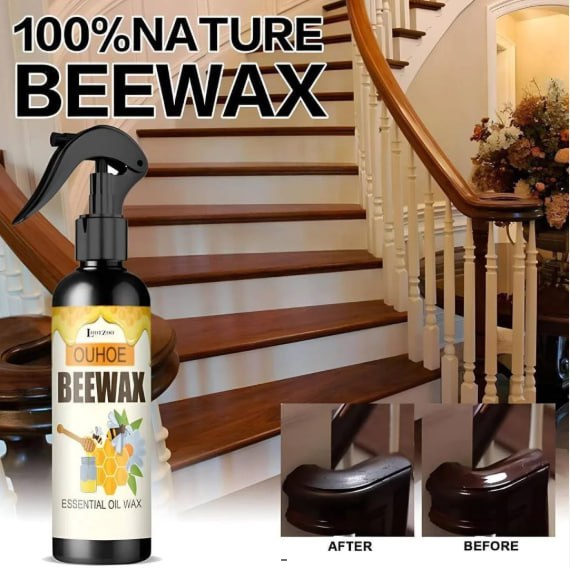 100%NATURE
BEEWAX
OUHOE
BEEWAX
ESSENTIAL OIL WAX
AFTER
BEFORE